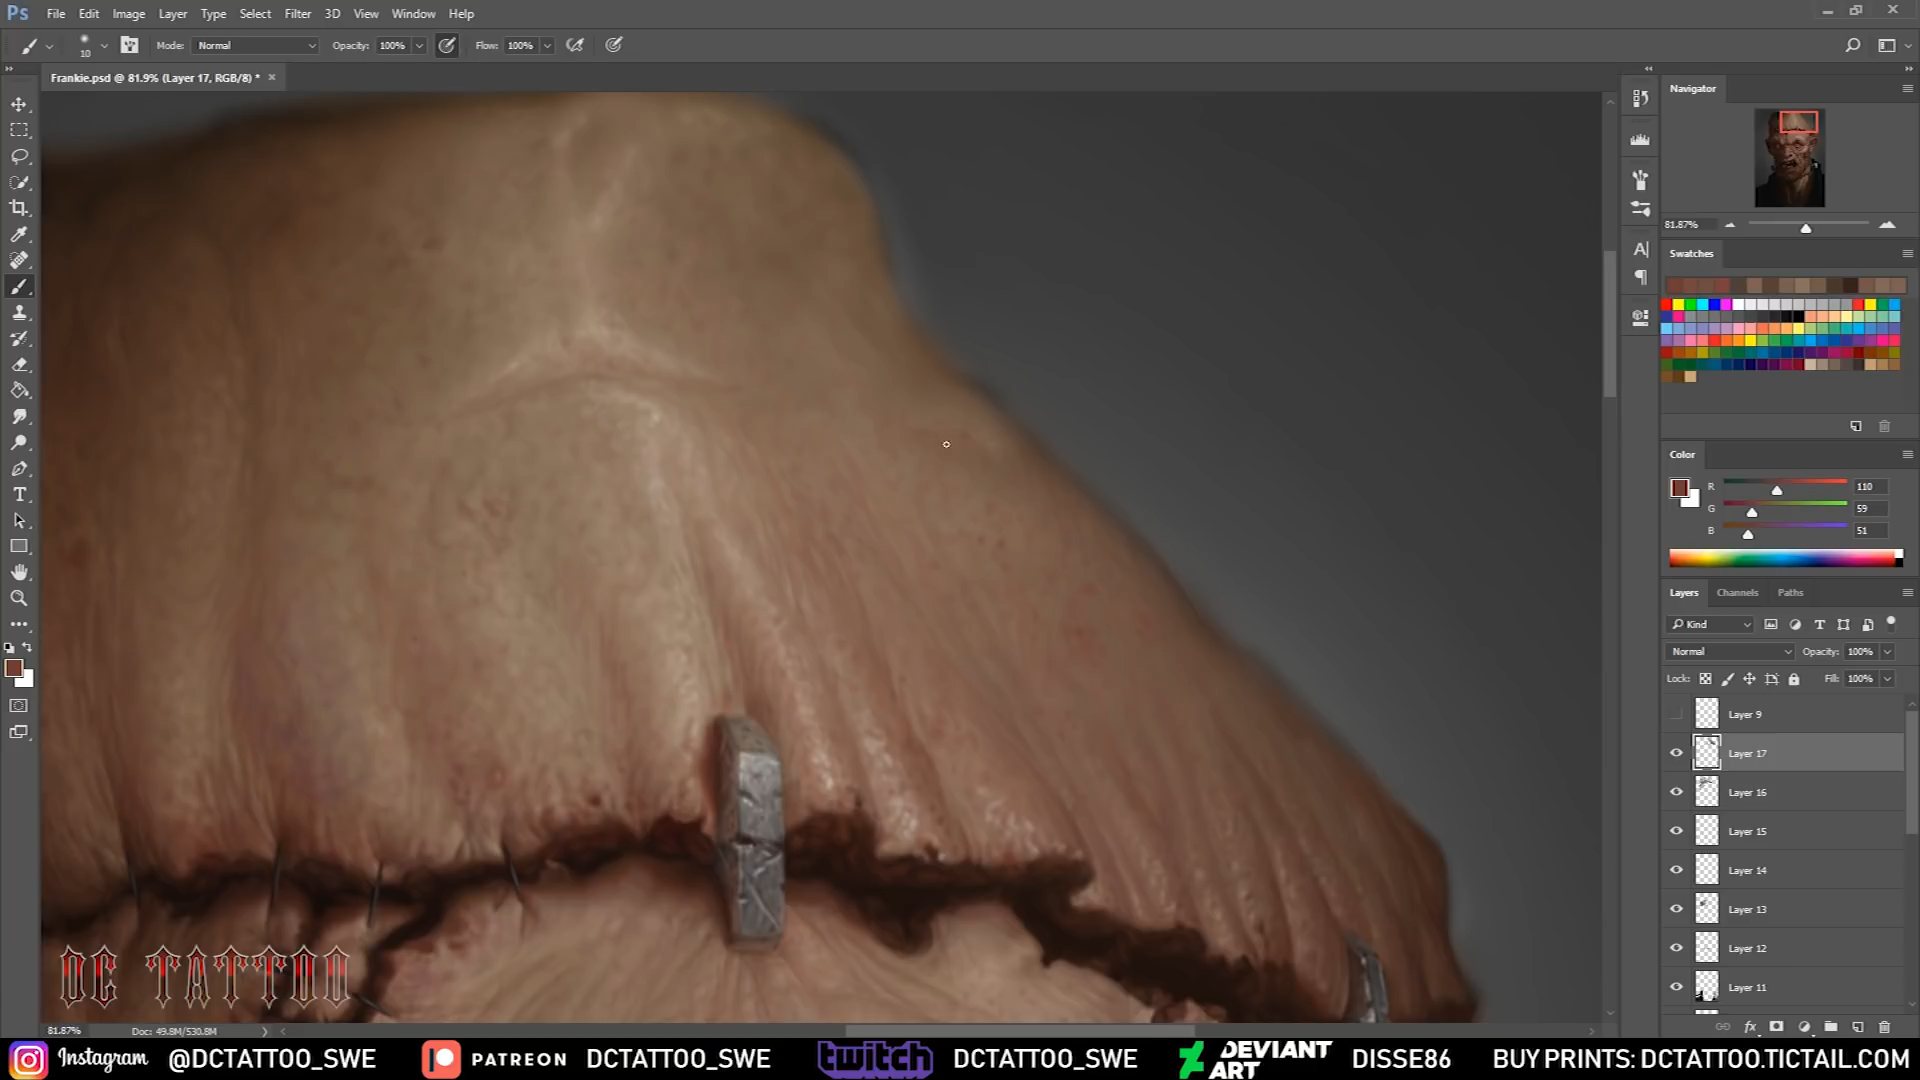 Ps File Edit Image Layer Type Select Filter 3D View Window Help
10 Mode: Normal Opacity: 100% Flow: 100%
Frankie.psd @ 81.9% (Layer 17, RGB/8) * ×
Navigator
81.87%
Swatches
Color
R 110
G 59
B 51
Layers Channels Paths
Kind
Normal Opacity: 100%
Lock: Fill: 100%
Layer 9
Layer 17
Layer 16
Layer 15
Layer 14
Layer 13
Layer 12
Layer 11
DC TATTOO
81.87% Doc: 49.8M/530.8M
Instagram @DCTATTOO_SWE PATREON DCTATTOO_SWE twitch DCTATTOO_SWE DEVIANT ART DISSE86 BUY PRINTS: DCTATTOO.TICTAIL.COM